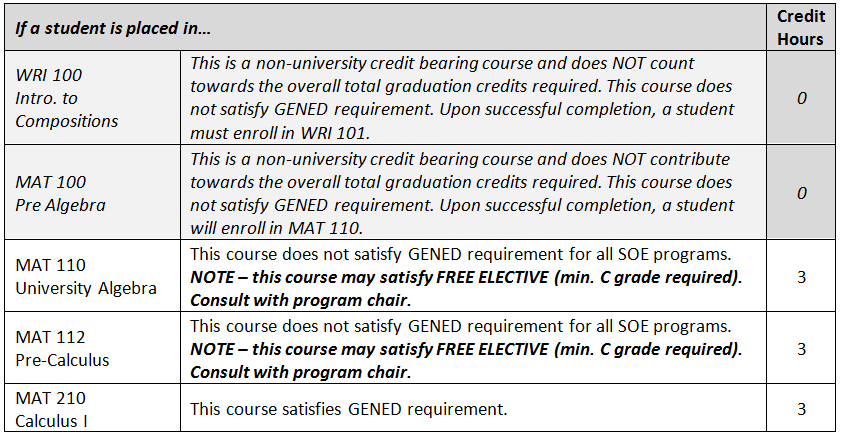 If a student is placed in…
Credit
Hours
WRI 100
Intro. to
Compositions
This is a non-university credit bearing course and does NOT count
towards the overall total graduation credits required. This course does
not satisfy GENED requirement. Upon successful completion, a student
must enroll in WRI 101.
0
MAT 100
Pre Algebra
This is a non-university credit bearing course and does NOT contribute
towards the overall total graduation credits required. This course does
not satisfy GENED requirement. Upon successful completion, a student
will enroll in MAT 110.
0
MAT 110
University Algebra
This course does not satisfy GENED requirement for all SOE programs.
NOTE – this course may satisfy FREE ELECTIVE (min. C grade required).
Consult with program chair.
3
MAT 112
Pre-Calculus
This course does not satisfy GENED requirement for all SOE programs.
NOTE – this course may satisfy FREE ELECTIVE (min. C grade required).
Consult with program chair.
3
MAT 210
Calculus I
This course satisfies GENED requirement.
3